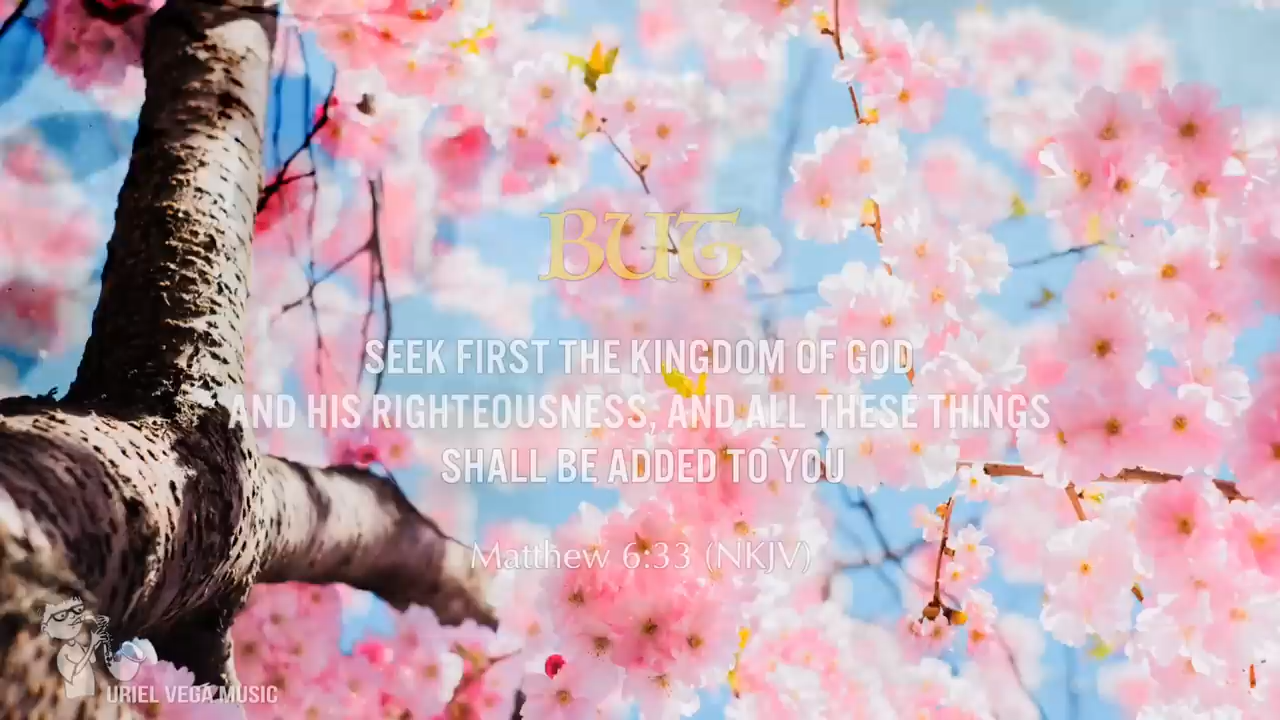 BUT
SEEK FIRST THE KINGDOM OF GOD
AND HIS RIGHTEOUSNESS, AND ALL THESE THINGS
SHALL BE ADDED TO YOU
Matthew 6:33 (NKJV)
URIEL VEGA MUSIC